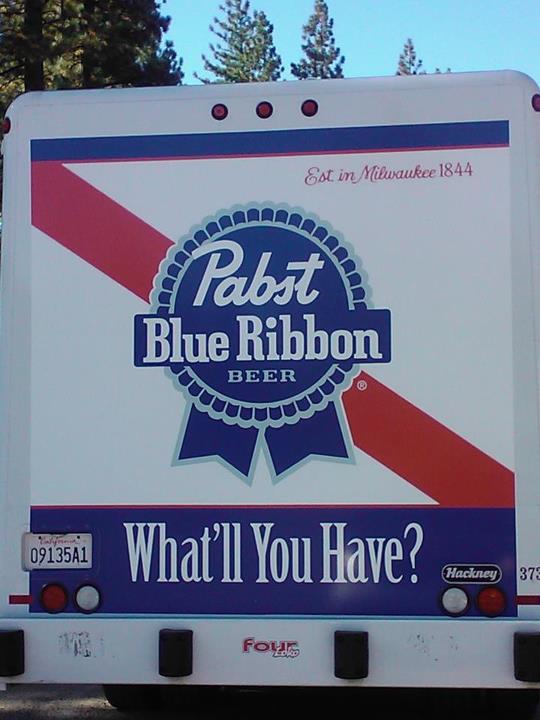 Est. in Milwaukee 1844
Pabst
Blue Ribbon
BEER
®
What'll You Have?
California
09135A1
Hackney
373
Four